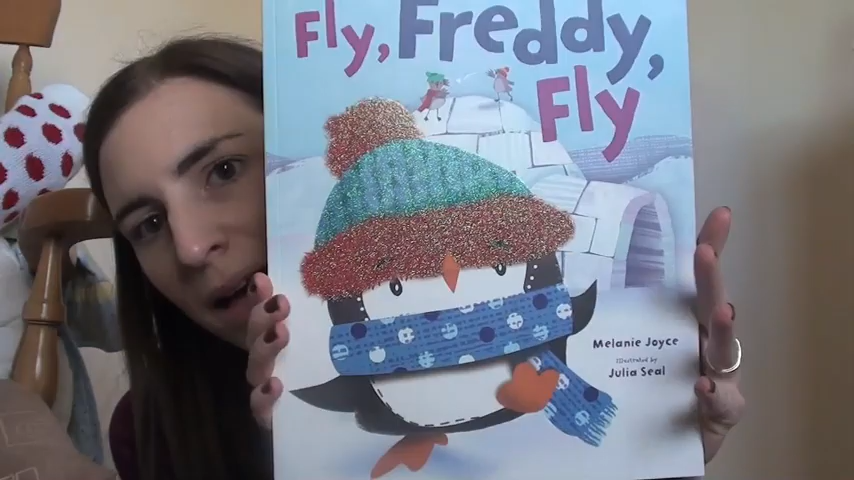 Fly, Freddy,
Fly
MELANIE JOYCE
Illustrated by
Julia Seal